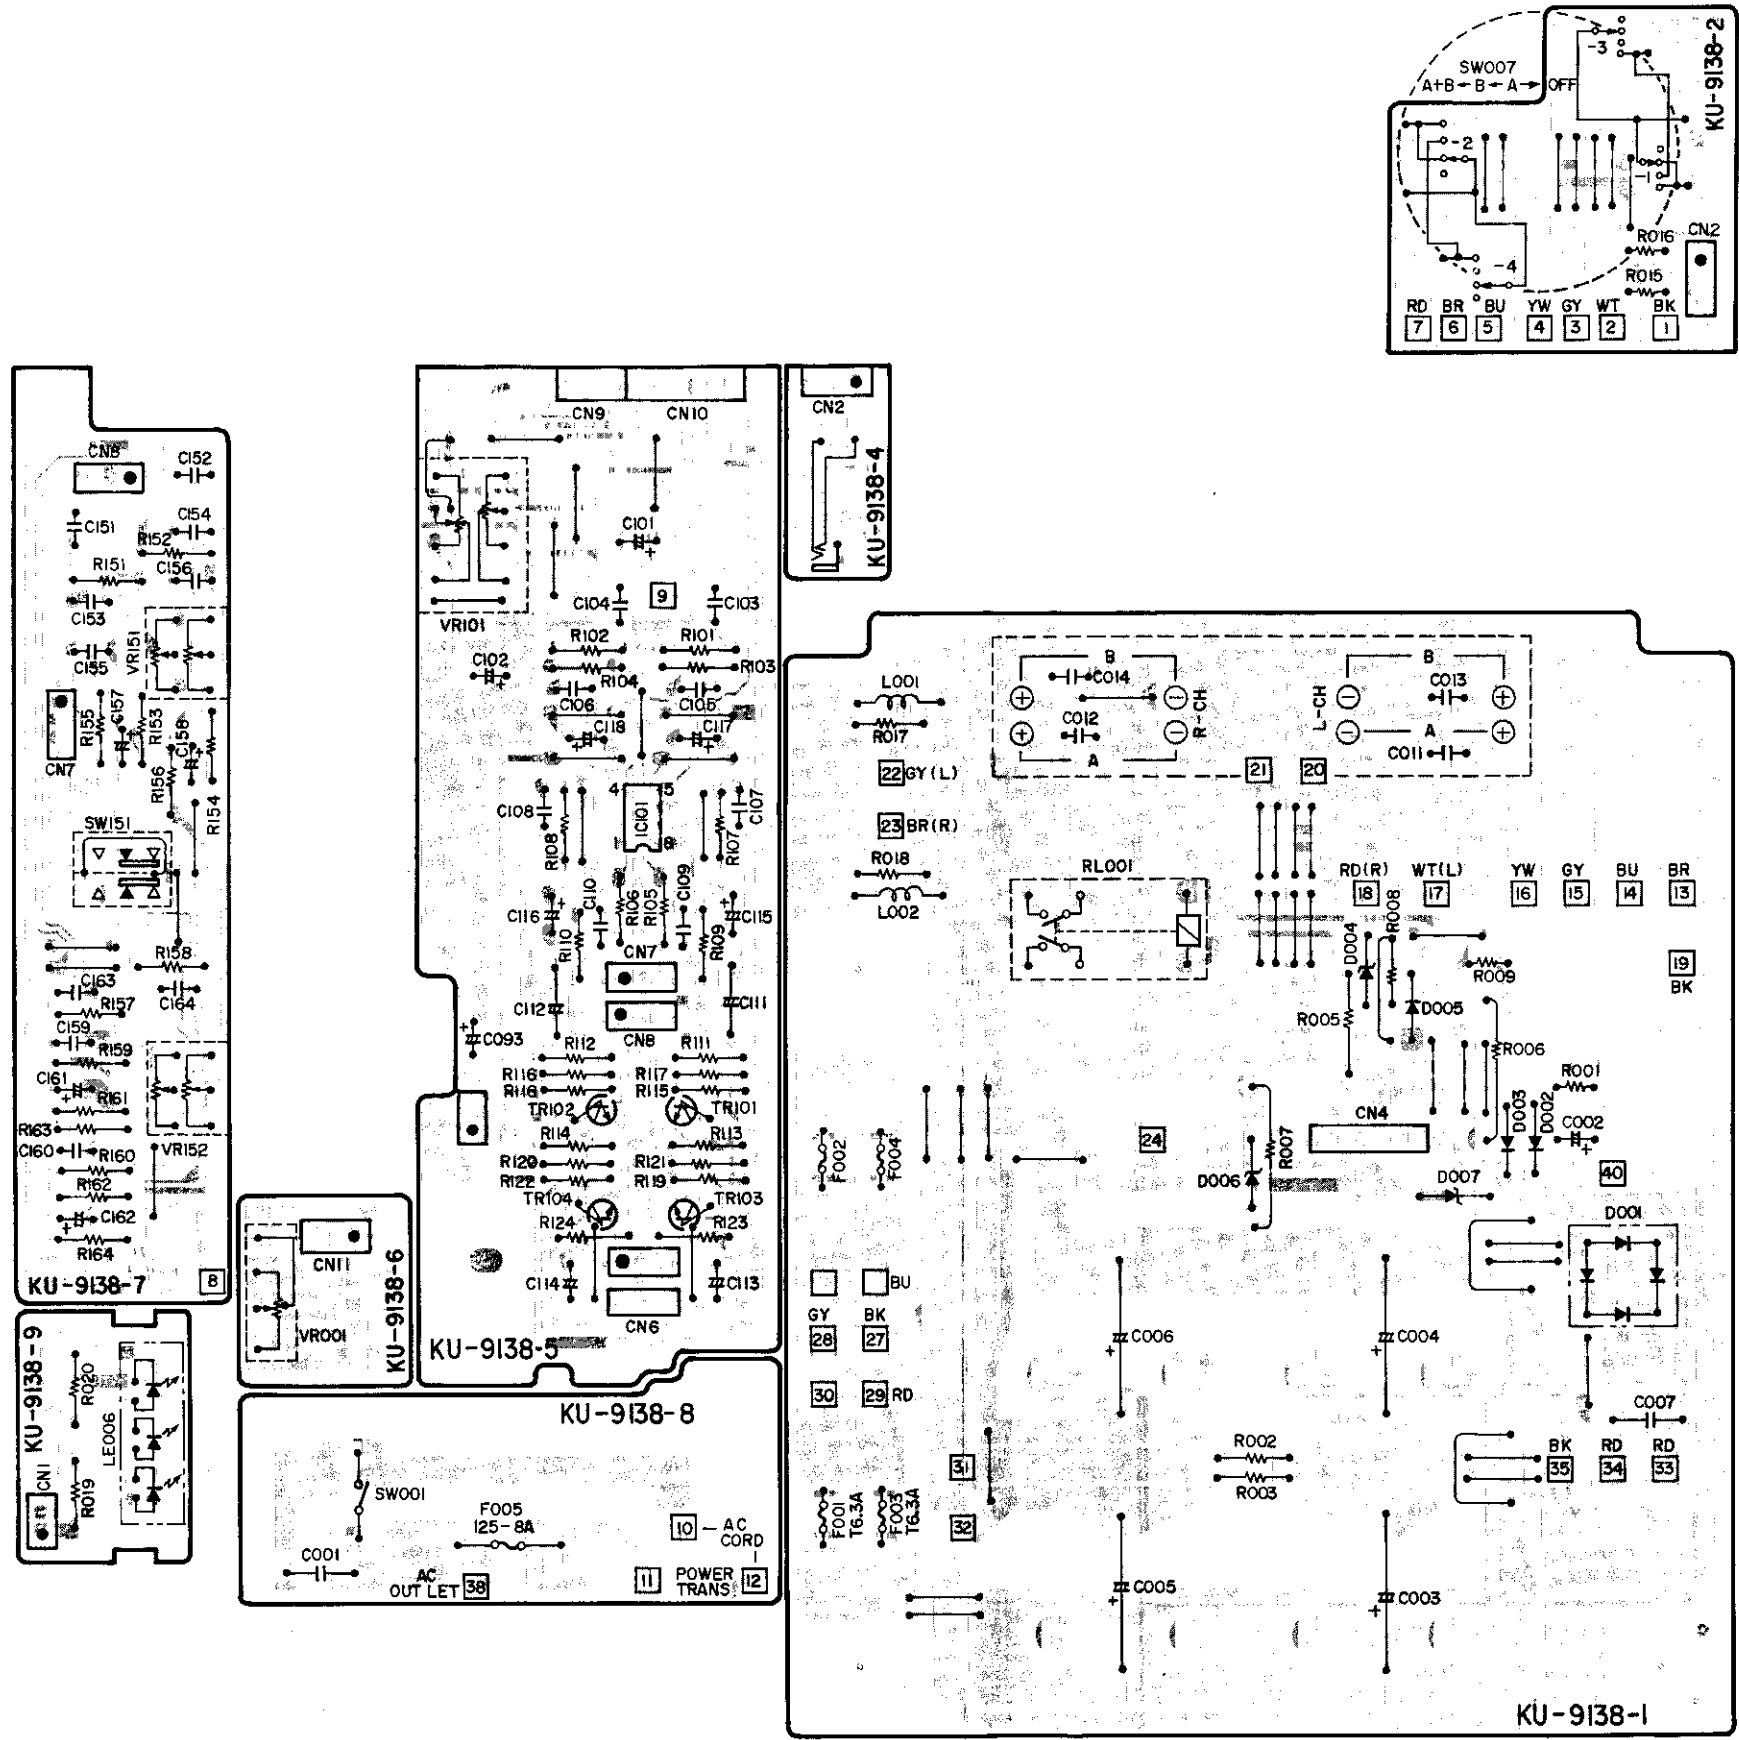 KU-9138-2
-3
SW007
A+B B A OFF
-2
-1
R016
CN2
R015
-4
RD BR BU YW GY WT BK
7 6 5 4 3 2 1
CN8
C152
C151
C154
R152
R151
C156
C153
VR151
C155
R155
C157
R153
C158
CN7
R156
R154
SW151
R158
C163
C164
R157
C159
R159
C161
R161
R163
C160
R160
VR152
R162
C162
R164
KU-9138-7
8
KU-9138-9
R020
LE006
CN1
R019
CN11
VR001
KU-9138-6
CN9
CN10
C101
9
VR101
C104
C103
R102
R101
C102
R103
R104
C106
C105
C118
C117
4
5
C108
IC101
C107
R108
8
R107
C110
C109
C116
R106
R105
C115
R110
R109
CN7
C112
C111
C093
CN8
R112
R111
R116
R117
R118
R115
TR102
TR101
R114
R113
R120
R121
R122
R119
TR104
TR103
R124
R123
C114
C113
CN6
KU-9138-5
CN2
KU-9138-4
KU-9138-8
SW001
F005
125-8A
10 - AC
CORD
C001
AC
OUT LET 38
11
POWER
TRANS
12
L001
R017
22 GY(L)
23 BR(R)
R018
L002
B
C014
C012
A
R-CH
L-CH
B
C013
A
C011
21
20
RL001
RD(R)
18
WT(L)
17
YW
16
GY
15
BU
14
BR
13
D004
R008
R009
19
BK
R005
D005
R006
R001
CN4
D003
D002
C002
F002
F004
24
R007
D006
D007
40
D001
BU
GY
28
BK
27
C006
C004
30
29 RD
C007
R002
R003
BK
35
RD
34
RD
33
31
F001
T6.3A
F003
T6.3A
32
C005
C003
KU-9138-1